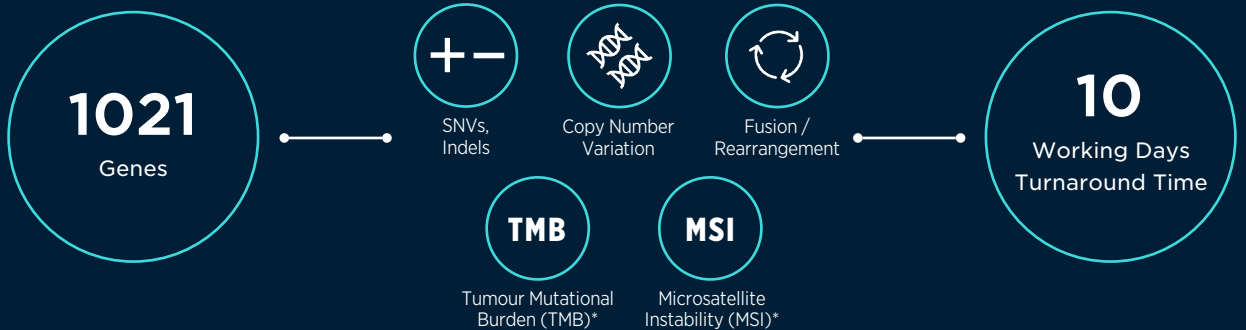 1021
Genes
+ −
SNVs,
Indels
Copy Number
Variation
Fusion /
Rearrangement
TMB
Tumour Mutational
Burden (TMB)*
MSI
Microsatellite
Instability (MSI)*
10
Working Days
Turnaround Time